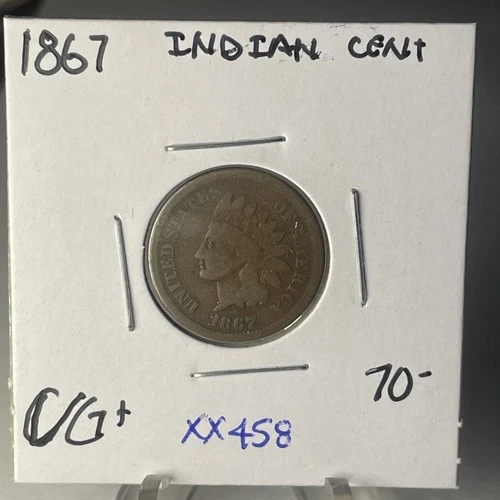 1867 INDIAN CENT
UNITED STATES OF AMERICA
1867
VG+
XX458
70-